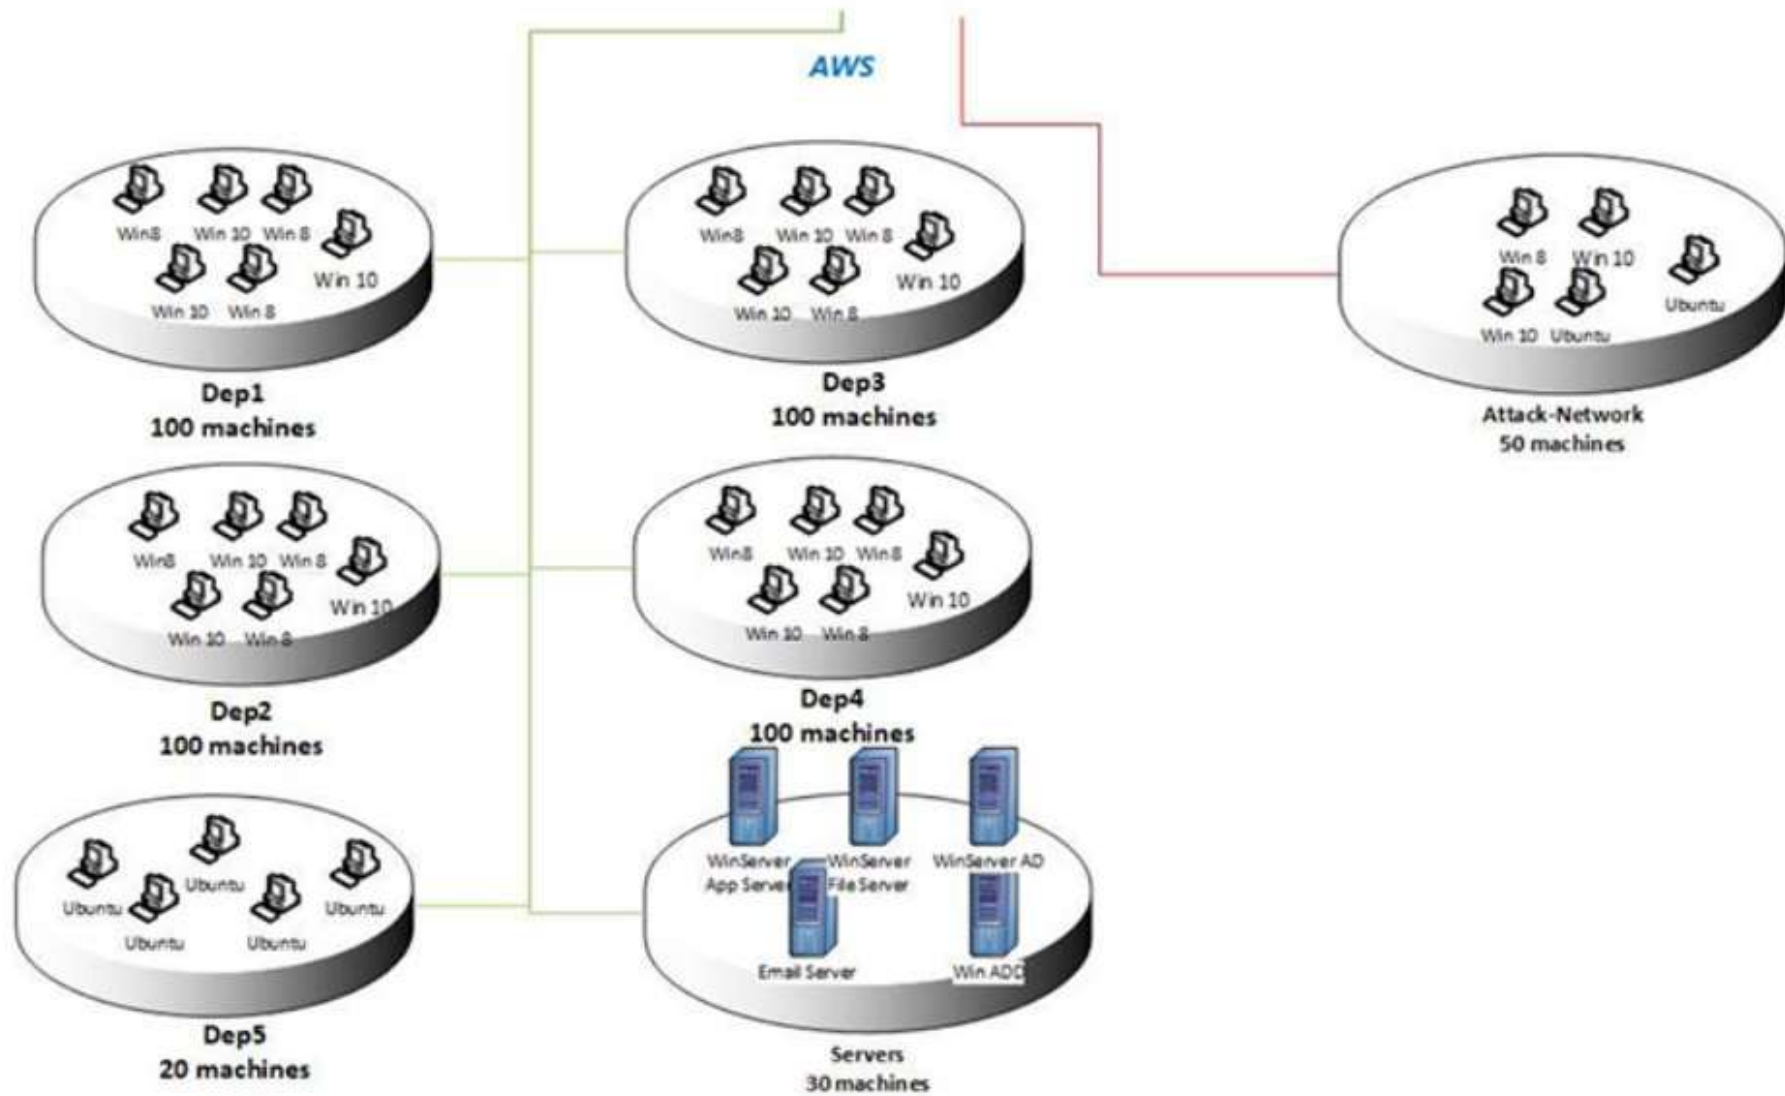 AWS
Win8 Win 10 Win 8
Win 10
Win 10 Win 8
Dep1
100 machines
Win8 Win 10 Win 8
Win 10
Win 10 Win 8
Dep3
100 machines
Win 8 Win 10
Ubuntu
Win 10 Ubuntu
Attack-Network
50 machines
Win8 Win 10 Win 8
Win 10
Win 10 Win 8
Dep2
100 machines
Win8 Win 10 Win 8
Win 10
Win 10 Win 8
Dep4
100 machines
Ubuntu
Ubuntu Ubuntu
Ubuntu Ubuntu
Dep5
20 machines
WinServer App Server
WinServer File Server
WinServer AD
Email Server
Win ADD
Servers
30 machines